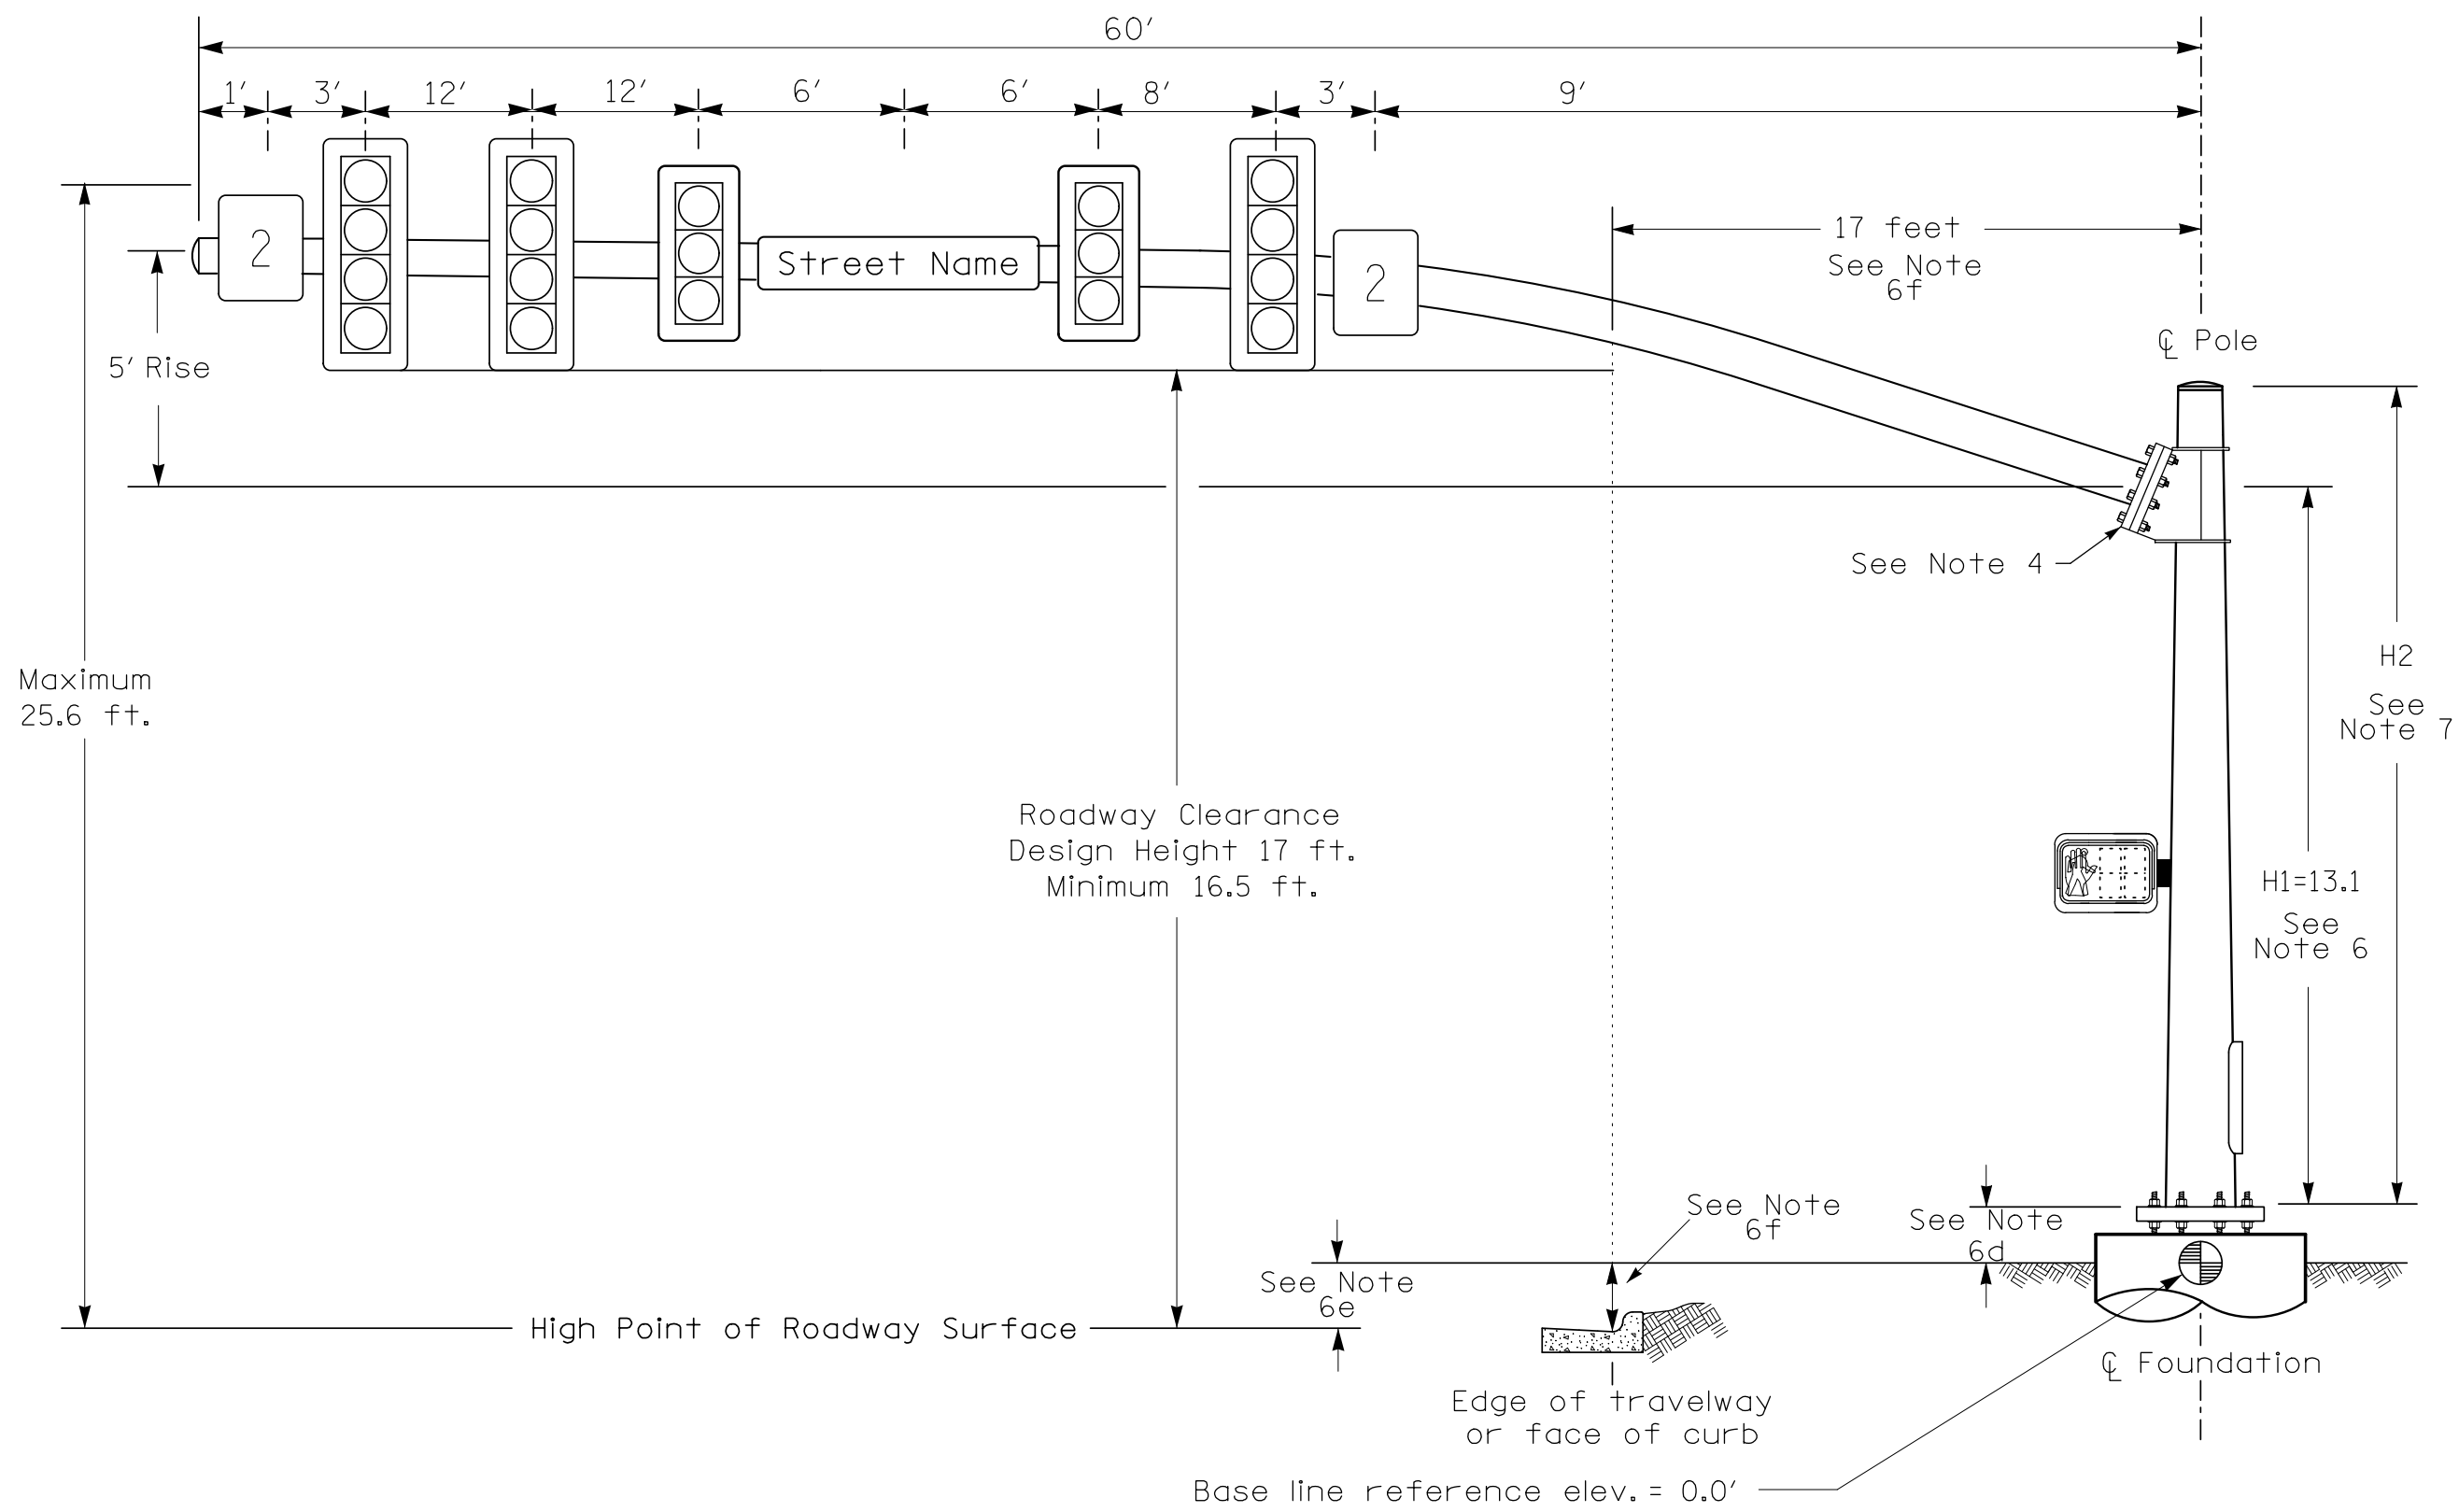 60'
1'
3'
12'
12'
6'
6'
8'
3'
9'
2
Street Name
2
17 feet
See Note
6f
℄ Pole
5' Rise
See Note 4
Maximum
25.6 ft.
H2
See
Note 7
Roadway Clearance
Design Height 17 ft.
Minimum 16.5 ft.
H1=13.1
See
Note 6
See Note
6f
See Note
6d
See Note
6e
High Point of Roadway Surface
℄ Foundation
Edge of travelway
or face of curb
Base line reference elev. = 0.0'